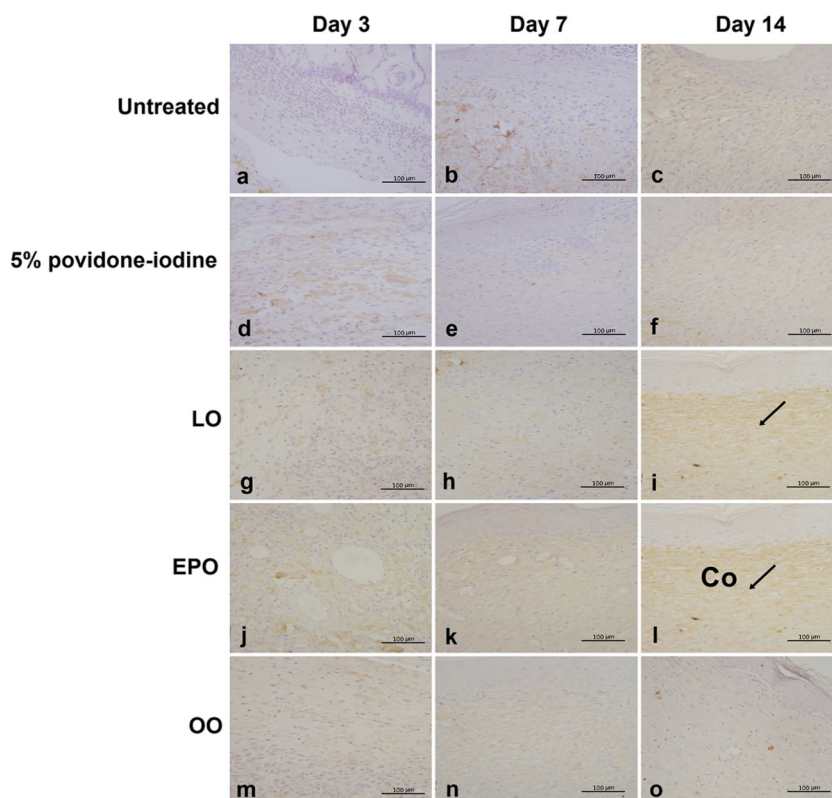 Day 3 Day 7 Day 14
Untreated
100 µm 100 µm 100 µm
a b c
5% povidone-iodine
100 µm 100 µm 100 µm
d e f
LO
100 µm 100 µm 100 µm
g h i
EPO
Co
100 µm 100 µm 100 µm
j k l
OO
100 µm 100 µm 100 µm
m n o